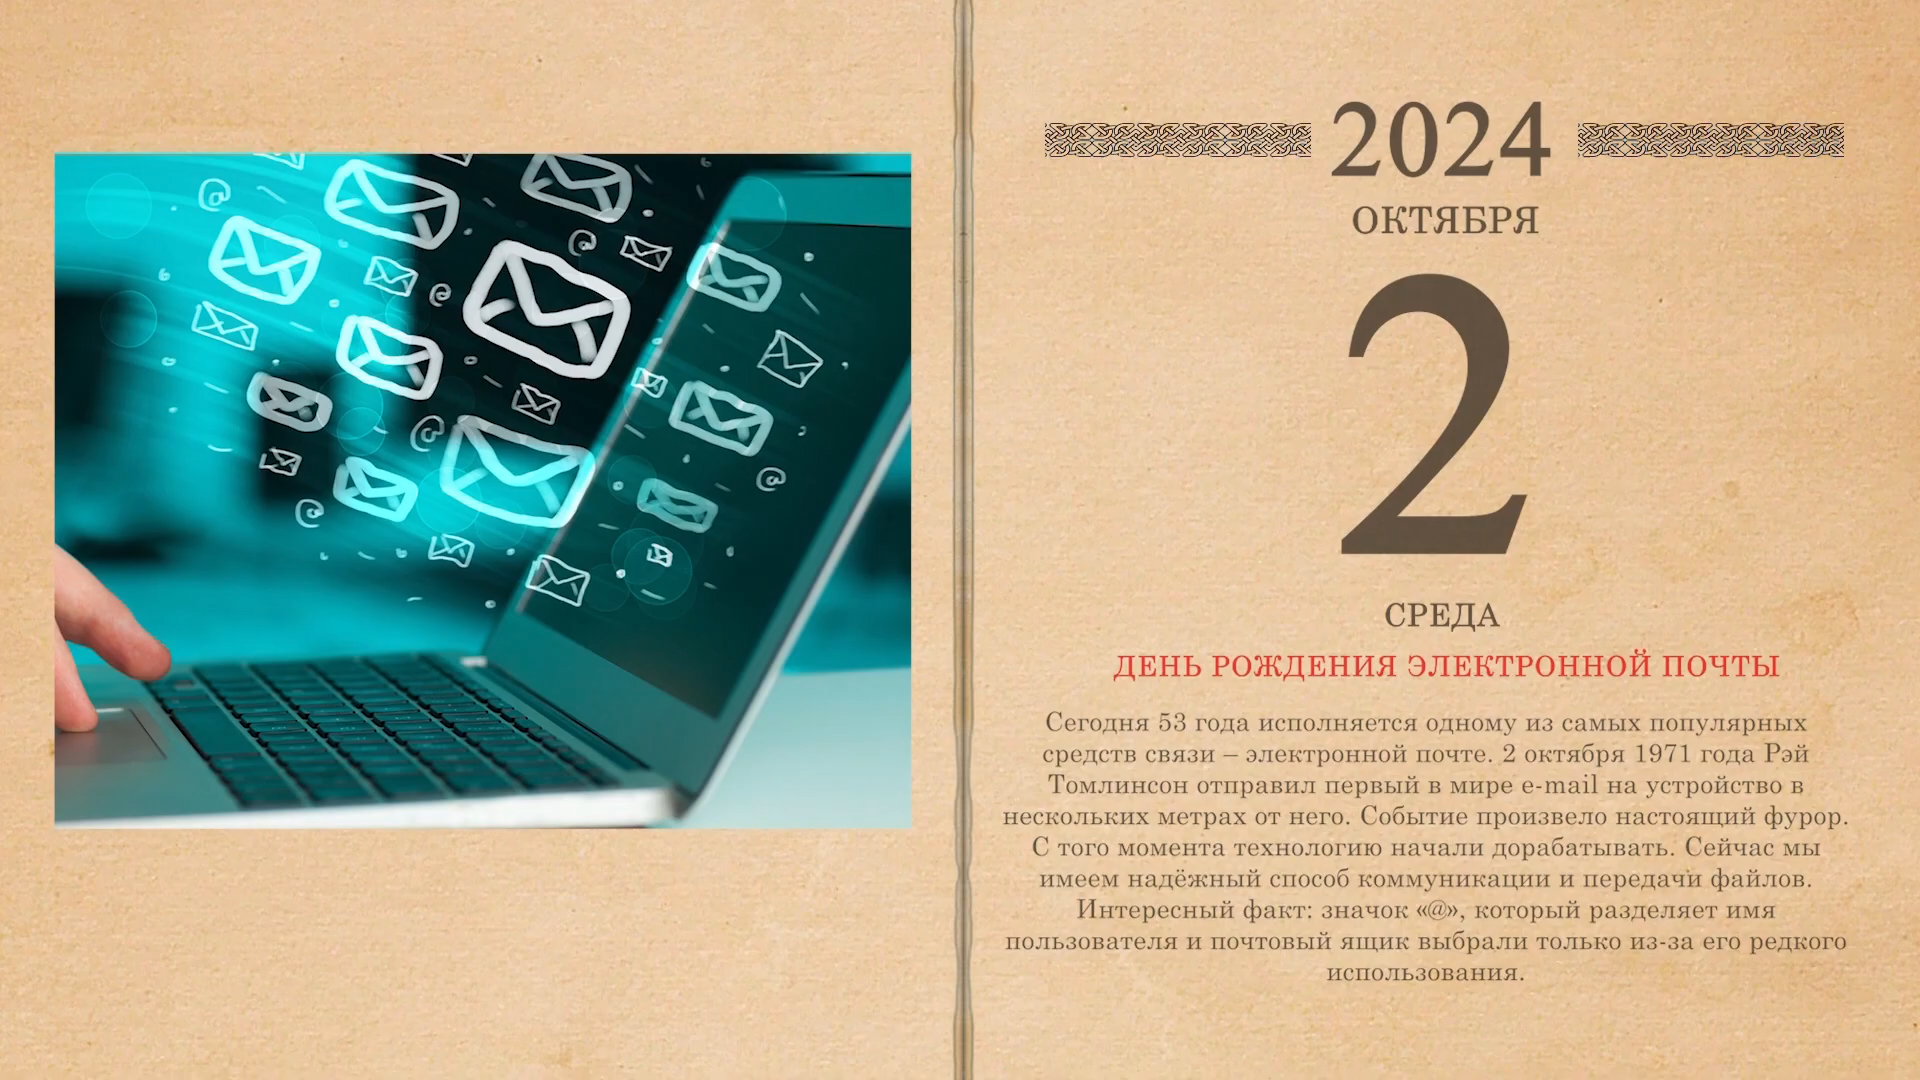 2024
ОКТЯБРЯ
2
СРЕДА
ДЕНЬ РОЖДЕНИЯ ЭЛЕКТРОННОЙ ПОЧТЫ
Сегодня 53 года исполняется одному из самых популярных
средств связи – электронной почте. 2 октября 1971 года Рэй
Томлинсон отправил первый в мире e-mail на устройство в
нескольких метрах от него. Событие произвело настоящий фурор.
С того момента технологию начали дорабатывать. Сейчас мы
имеем надёжный способ коммуникации и передачи файлов.
Интересный факт: значок «@», который разделяет имя
пользователя и почтовый ящик выбрали только из-за его редкого
использования.